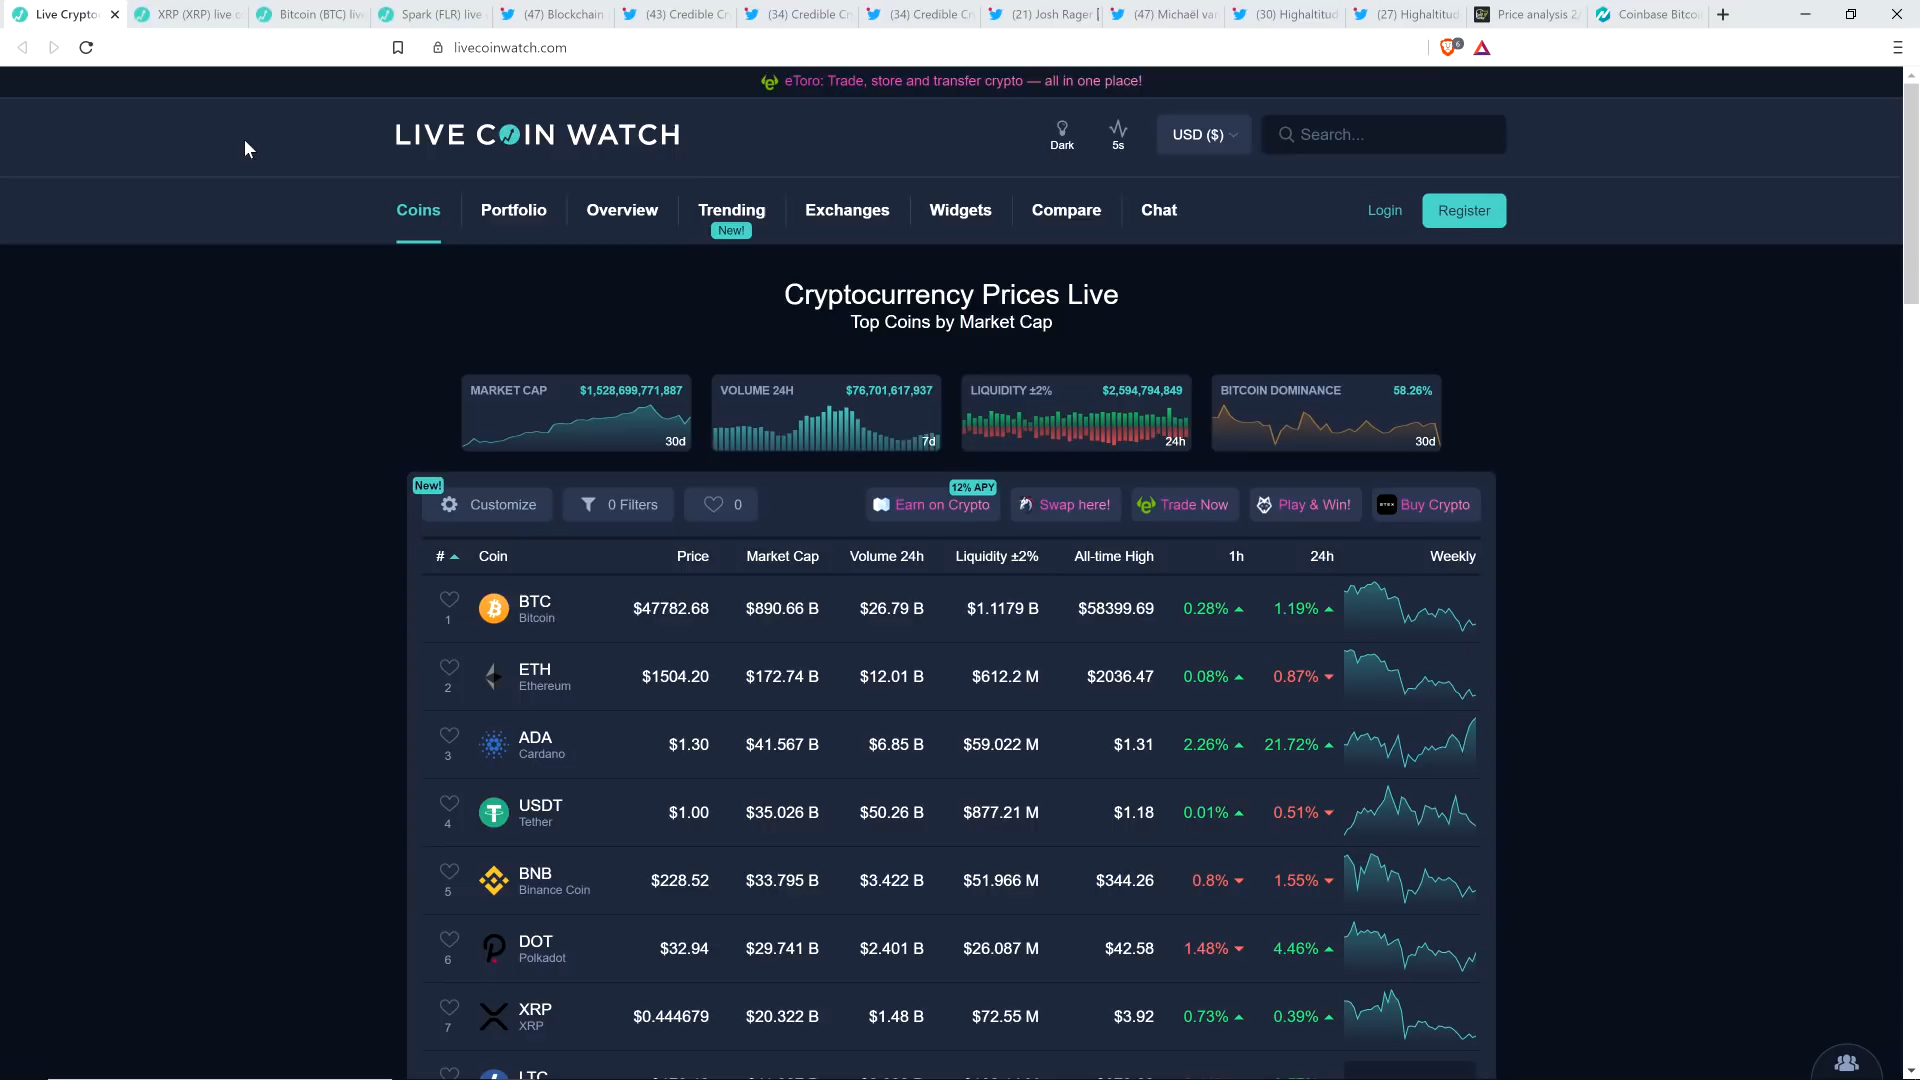 Live Crypto
XRP (XRP) live
Bitcoin (BTC) live
Spark (FLR) live
(47) Blockchain
(43) Credible Cr
(34) Credible Cr
(34) Credible Cr
(21) Josh Rager [
(47) Michaël van
(30) Highaltitud
(27) Highaltitud
Price analysis 2/
Coinbase Bitcoi
livecoinwatch.com
6
eToro: Trade, store and transfer crypto — all in one place!
LIVE COIN WATCH
Dark
5s
USD ($)
Search...
Coins
Portfolio
Overview
Trending
New!
Exchanges
Widgets
Compare
Chat
Login
Register
Cryptocurrency Prices Live
Top Coins by Market Cap
MARKET CAP $1,528,699,771,887
30d
VOLUME 24H $76,701,617,937
7d
LIQUIDITY ±2% $2,594,794,849
24h
BITCOIN DOMINANCE 58.26%
30d
New!
Customize
0 Filters
0
12% APY
Earn on Crypto
Swap here!
Trade Now
Play & Win!
Buy Crypto
# Coin Price Market Cap Volume 24h Liquidity ±2% All-time High 1h 24h Weekly
1 BTC Bitcoin $47782.68 $890.66 B $26.79 B $1.1179 B $58399.69 0.28% 1.19%
2 ETH Ethereum $1504.20 $172.74 B $12.01 B $612.2 M $2036.47 0.08% 0.87%
3 ADA Cardano $1.30 $41.567 B $6.85 B $59.022 M $1.31 2.26% 21.72%
4 USDT Tether $1.00 $35.026 B $50.26 B $877.21 M $1.18 0.01% 0.51%
5 BNB Binance Coin $228.52 $33.795 B $3.422 B $51.966 M $344.26 0.8% 1.55%
6 DOT Polkadot $32.94 $29.741 B $2.401 B $26.087 M $42.58 1.48% 4.46%
7 XRP XRP $0.444679 $20.322 B $1.48 B $72.55 M $3.92 0.73% 0.39%
LTC